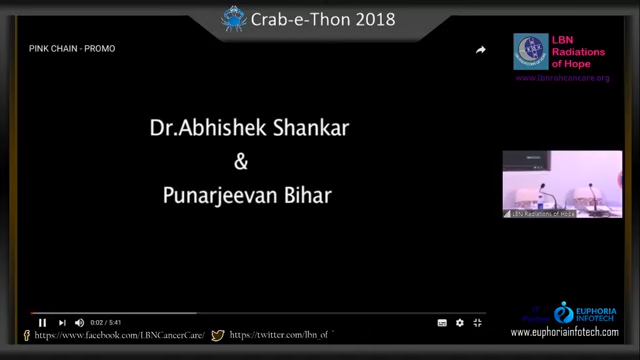 Crab-e-Thon 2018
PINK CHAIN - PROMO
LBN
Radiations
of Hope
www.lbnrohcancare.org
Dr.Abhishek Shankar
&
Punarjeevan Bihar
LBN Radiations of Hope
0:02 / 5:41
EUPHORIA
INFOTECH
www.euphoriainfotech.com
https://www.facebook.com/LBNCancerCare/
https://twitter.com/lbn_of